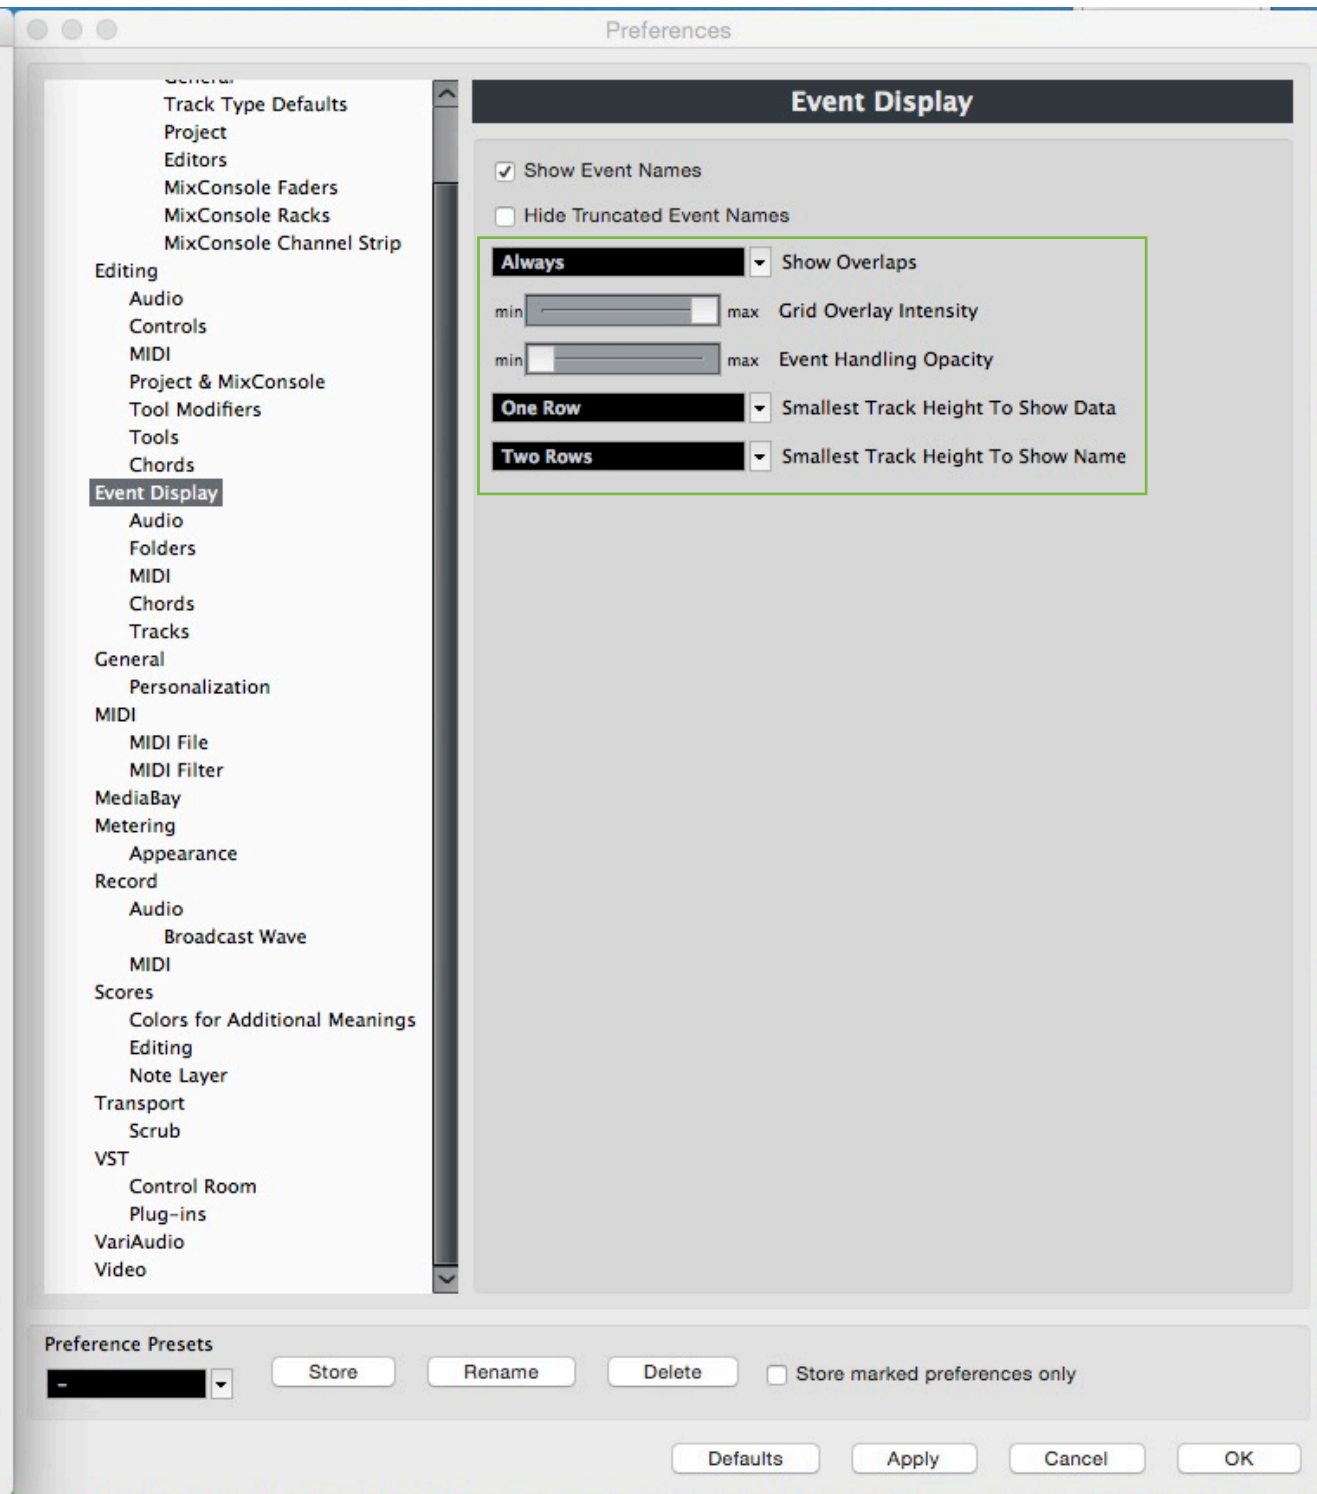 Preferences
General
Track Type Defaults
Project
Editors
MixConsole Faders
MixConsole Racks
MixConsole Channel Strip
Editing
Audio
Controls
MIDI
Project & MixConsole
Tool Modifiers
Tools
Chords
Event Display
Audio
Folders
MIDI
Chords
Tracks
General
Personalization
MIDI
MIDI File
MIDI Filter
MediaBay
Metering
Appearance
Record
Audio
Broadcast Wave
MIDI
Scores
Colors for Additional Meanings
Editing
Note Layer
Transport
Scrub
VST
Control Room
Plug-ins
VariAudio
Video
Event Display
Show Event Names
Hide Truncated Event Names
Always Show Overlaps
min max Grid Overlay Intensity
min max Event Handling Opacity
One Row Smallest Track Height To Show Data
Two Rows Smallest Track Height To Show Name
Preference Presets
– Store Rename Delete Store marked preferences only
Defaults Apply Cancel OK